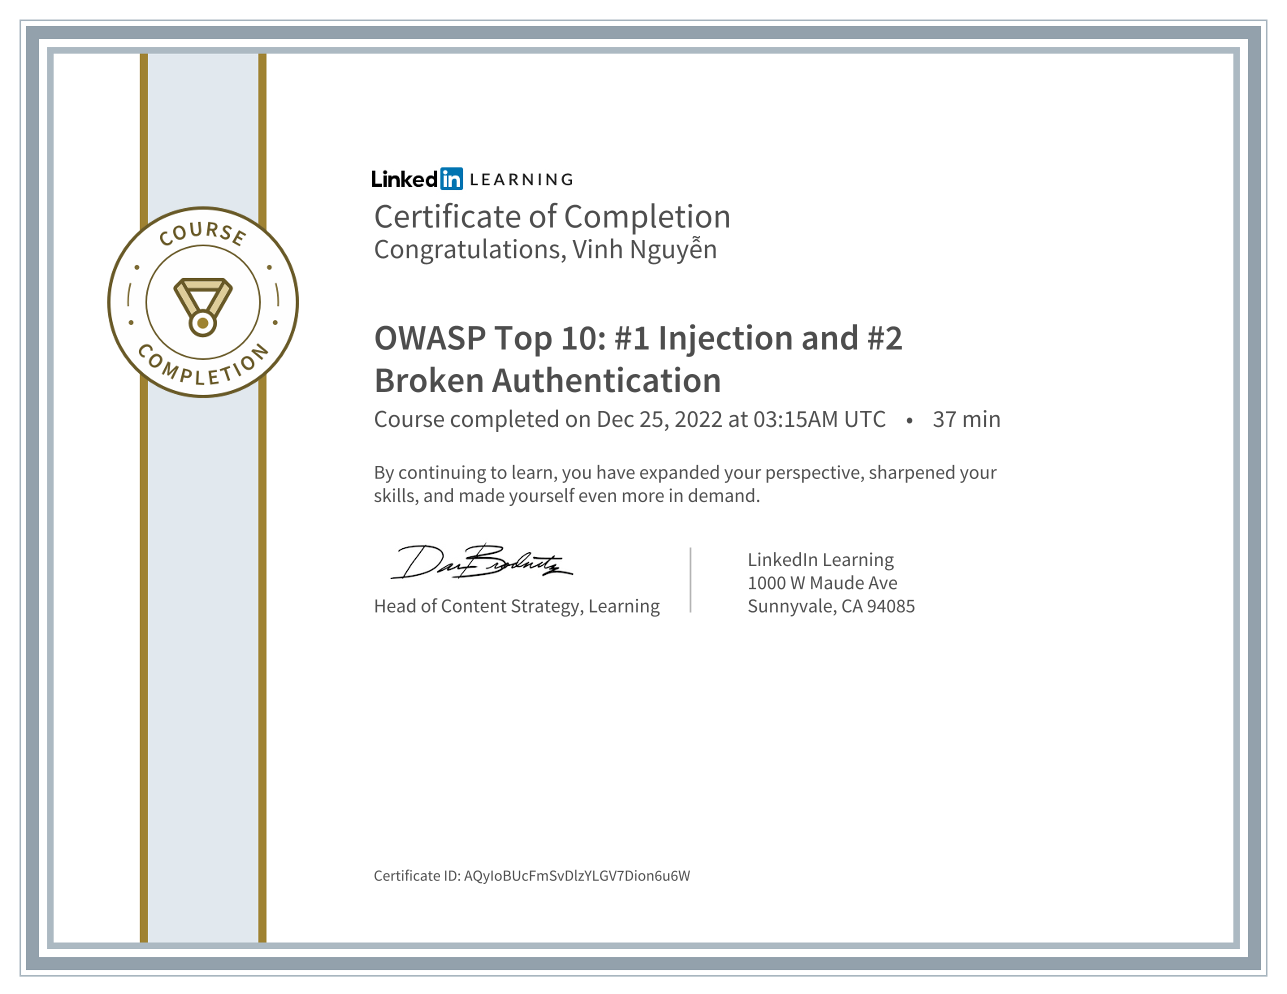 COURSE
COMPLETION
Linked in LEARNING
Certificate of Completion
Congratulations, Vinh Nguyễn
OWASP Top 10: #1 Injection and #2
Broken Authentication
Course completed on Dec 25, 2022 at 03:15AM UTC • 37 min
By continuing to learn, you have expanded your perspective, sharpened your
skills, and made yourself even more in demand.
Dan Brodnitz
Head of Content Strategy, Learning
LinkedIn Learning
1000 W Maude Ave
Sunnyvale, CA 94085
Certificate ID: AQyIoBUcFmSvDlzYLGV7Dion6u6W